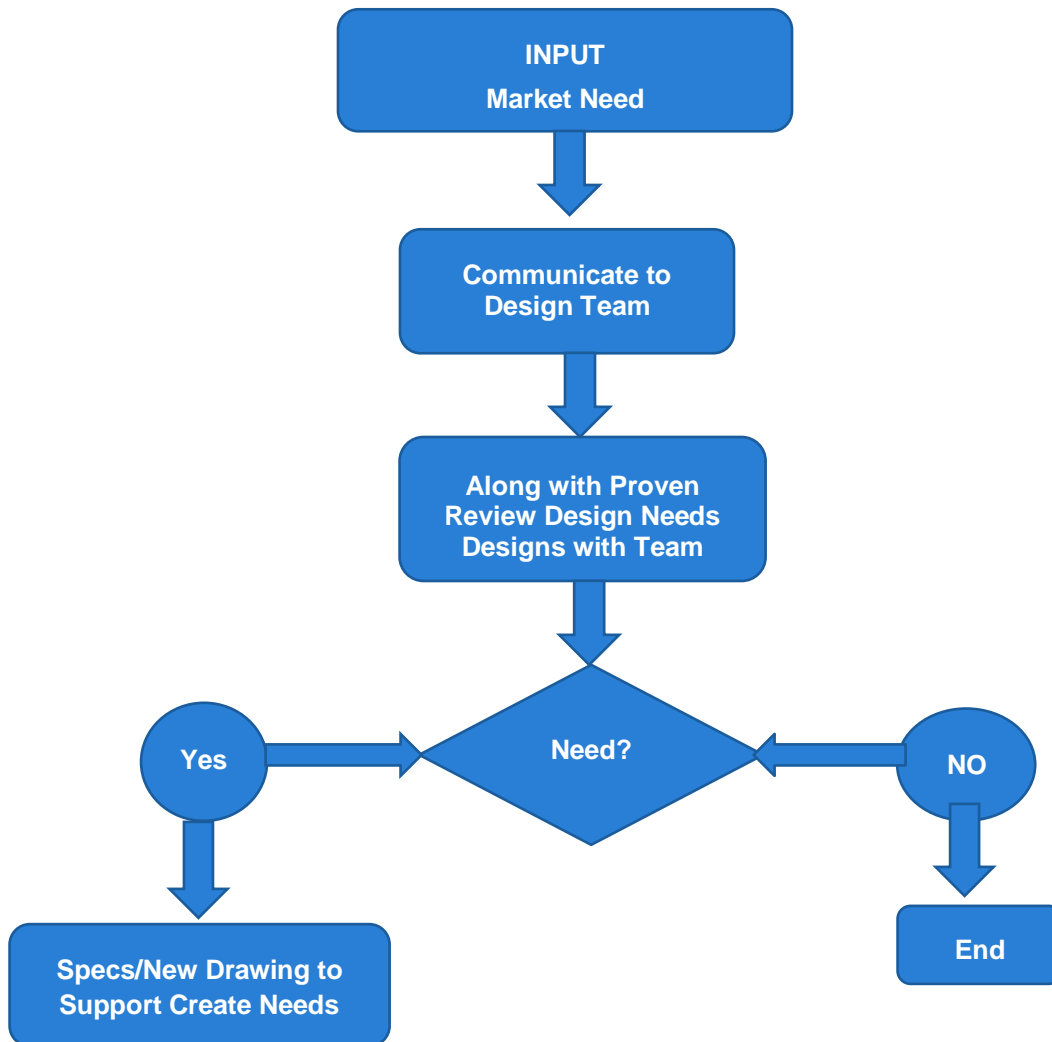 INPUT
Market Need
Communicate to
Design Team
Along with Proven
Review Design Needs
Designs with Team
Need?
Yes
NO
Specs/New Drawing to
Support Create Needs
End